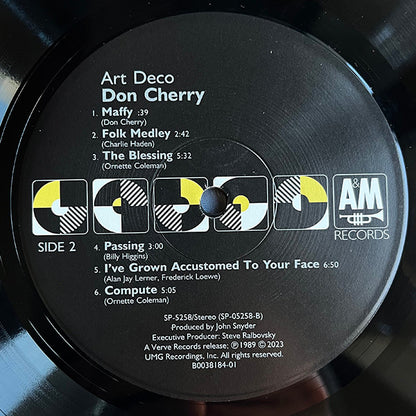 Art Deco
Don Cherry
1. Maffy :39
(Don Cherry)
2. Folk Medley 2:42
(Charlie Haden)
3. The Blessing 5:32
(Ornette Coleman)
A&M
RECORDS
SIDE 2
4. Passing 3:00
(Billy Higgins)
5. I've Grown Accustomed To Your Face 6:50
(Alan Jay Lerner, Frederick Loewe)
6. Compute 5:05
(Ornette Coleman)
SP-5258/Stereo (SP-05258-B)
Produced by John Snyder
Executive Producer: Steve Ralbovsky
A Verve Records release; ℗ 1989 © 2023
UMG Recordings, Inc. All rights reserved.
B0038184-01